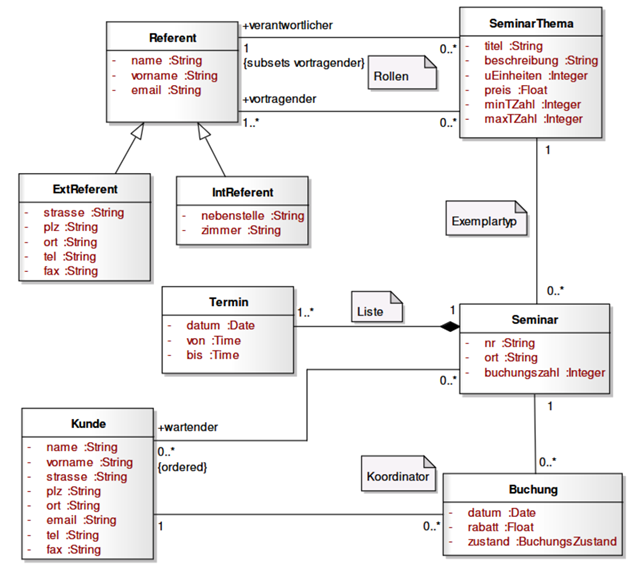 Referent
- name :String
- vorname :String
- email :String
+verantwortlicher
1
0..*
{subsets vortragender}
Rollen
+vortragender
1..*
0..*
SeminarThema
- titel :String
- beschreibung :String
- uEinheiten :Integer
- preis :Float
- minTZahl :Integer
- maxTZahl :Integer
1
ExtReferent
- strasse :String
- plz :String
- ort :String
- tel :String
- fax :String
IntReferent
- nebenstelle :String
- zimmer :String
Exemplartyp
0..*
Termin
- datum :Date
- von :Time
- bis :Time
1..*
Liste
1
Seminar
- nr :String
- ort :String
- buchungszahl :Integer
0..*
1
Kunde
- name :String
- vorname :String
- strasse :String
- plz :String
- ort :String
- email :String
- tel :String
- fax :String
+wartender
0..*
{ordered}
Koordinator
0..*
1
0..*
Buchung
- datum :Date
- rabatt :Float
- zustand :BuchungsZustand